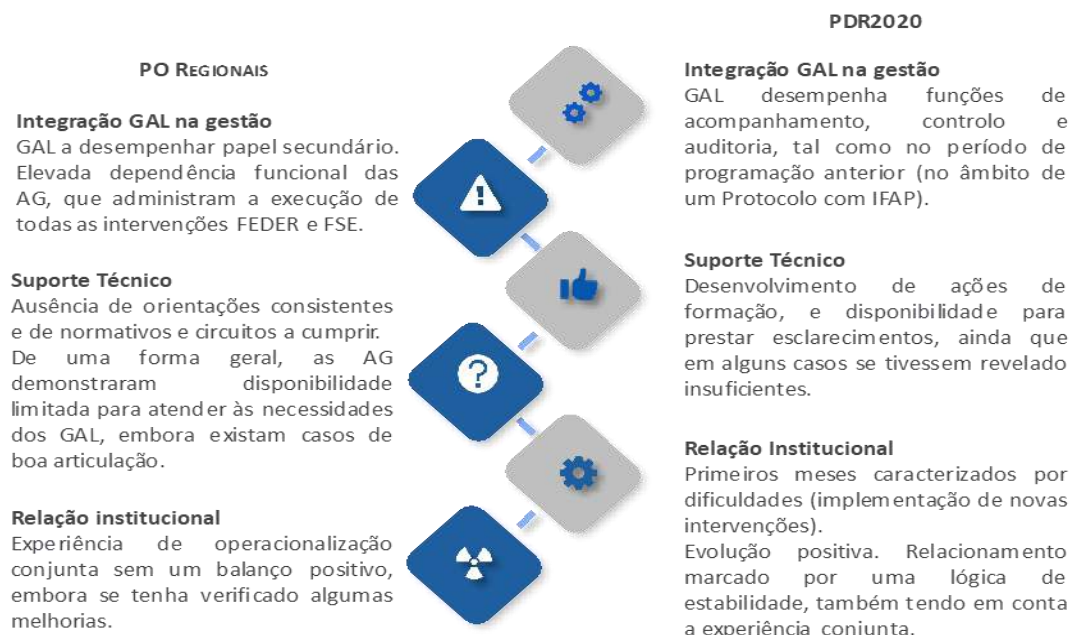 PO REGIONAIS
Integração GAL na gestão
GAL a desempenhar papel secundário.
Elevada dependência funcional das
AG, que administram a execução de
todas as intervenções FEDER e FSE.
Suporte Técnico
Ausência de orientações consistentes
e de normativos e circuitos a cumprir.
De uma forma geral, as AG
demonstraram disponibilidade
limitada para atender às necessidades
dos GAL, embora existam casos de
boa articulação.
Relação institucional
Experiência de operacionalização
conjunta sem um balanço positivo,
embora se tenha verificado algumas
melhorias.
PDR2020
Integração GAL na gestão
GAL desempenha funções de
acompanhamento, controlo e
auditoria, tal como no período de
programação anterior (no âmbito de
um Protocolo com IFAP).
Suporte Técnico
Desenvolvimento de ações de
formação, e disponibilidade para
prestar esclarecimentos, ainda que
em alguns casos se tivessem revelado
insuficientes.
Relação Institucional
Primeiros meses caracterizados por
dificuldades (implementação de novas
intervenções).
Evolução positiva. Relacionamento
marcado por uma lógica de
estabilidade, também tendo em conta
a experiência conjunta.